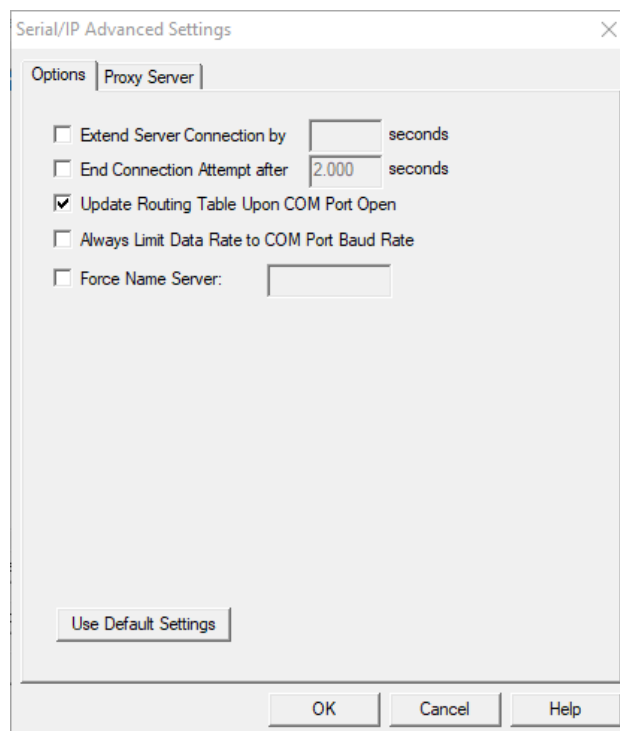 Serial/IP Advanced Settings
Options Proxy Server
Extend Server Connection by seconds
End Connection Attempt after 2.000 seconds
Update Routing Table Upon COM Port Open
Always Limit Data Rate to COM Port Baud Rate
Force Name Server:
Use Default Settings
OK Cancel Help